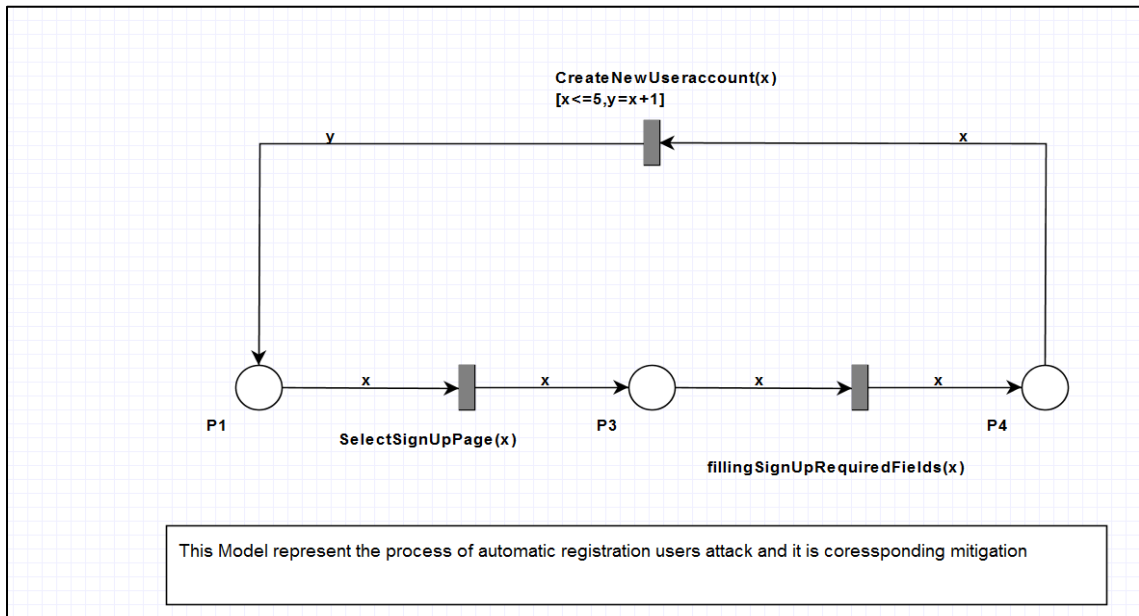 CreateNewUseraccount(x)
[x<=5,y=x+1]
y
x
x
x
x
x
P1
P3
P4
SelectSignUpPage(x)
fillingSignUpRequiredFields(x)
This Model represent the process of automatic registration users attack and it is coressponding mitigation